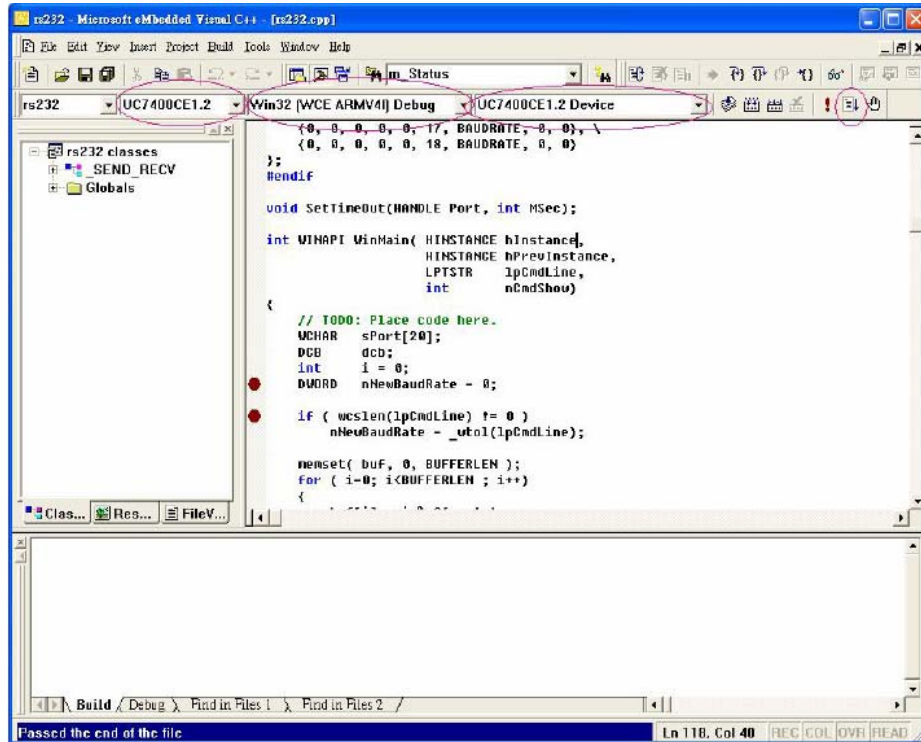 rs232 - Microsoft eMbedded Visual C++ - [rs232.cpp]
File Edit View Insert Project Build Tools Window Help
m_Status
rs232 UC7400CE1.2 Win32 (WCE ARMV4I) Debug UC7400CE1.2 Device
rs232 classes
_SEND_RECV
Globals
{0, 0, 0, 0, 0, 17, BAUDRATE, 0, 0}, \
{0, 0, 0, 0, 0, 18, BAUDRATE, 0, 0}
};
#endif
void SetTimeOut(HANDLE Port, int MSec);
int WINAPI WinMain( HINSTANCE hInstance,
HINSTANCE hPrevInstance,
LPTSTR lpCmdLine,
int nCmdShow)
{
// TODO: Place code here.
WCHAR sPort[20];
DCB dcb;
int i = 0;
DWORD nNewBaudRate = 0;
if ( wcslen(lpCmdLine) != 0 )
nNewBaudRate = _wtol(lpCmdLine);
memset( buf, 0, BUFFERLEN );
for ( i=0; i<BUFFERLEN ; i++)
{
Clas... Res... FileV...
Build Debug Find in Files 1 Find in Files 2
Passed the end of the file
Ln 118, Col 40 REC COL OVR READ